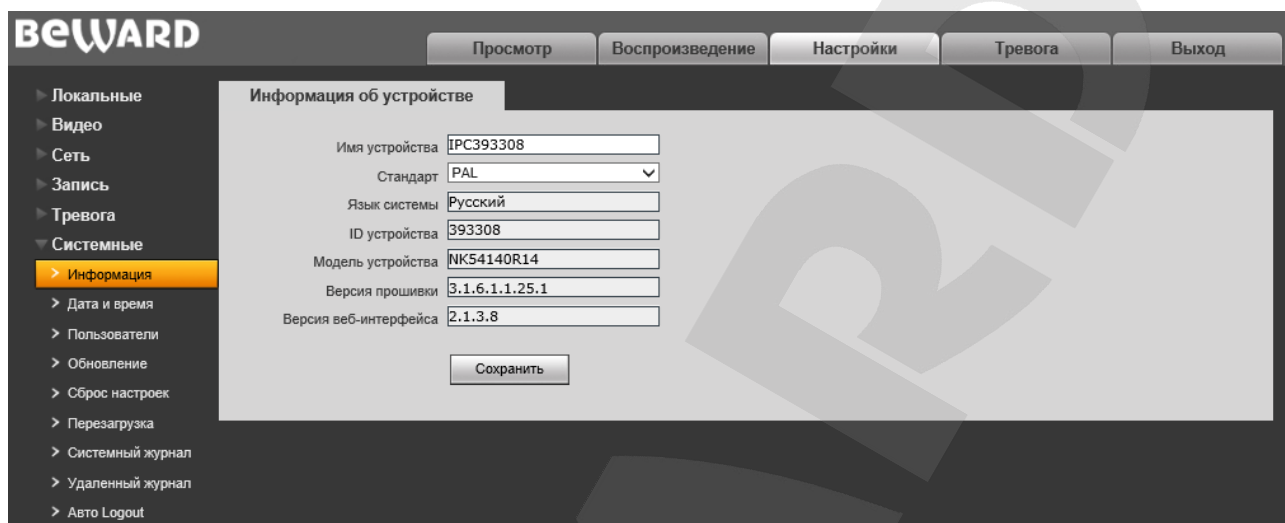 BEWARD
Просмотр
Воспроизведение
Настройки
Тревога
Выход
Локальные
Видео
Сеть
Запись
Тревога
Системные
Информация
Дата и время
Пользователи
Обновление
Сброс настроек
Перезагрузка
Системный журнал
Удаленный журнал
Авто Logout
Информация об устройстве
Имя устройства IPC393308
Стандарт PAL
Язык системы Русский
ID устройства 393308
Модель устройства NK54140R14
Версия прошивки 3.1.6.1.1.25.1
Версия веб-интерфейса 2.1.3.8
Сохранить